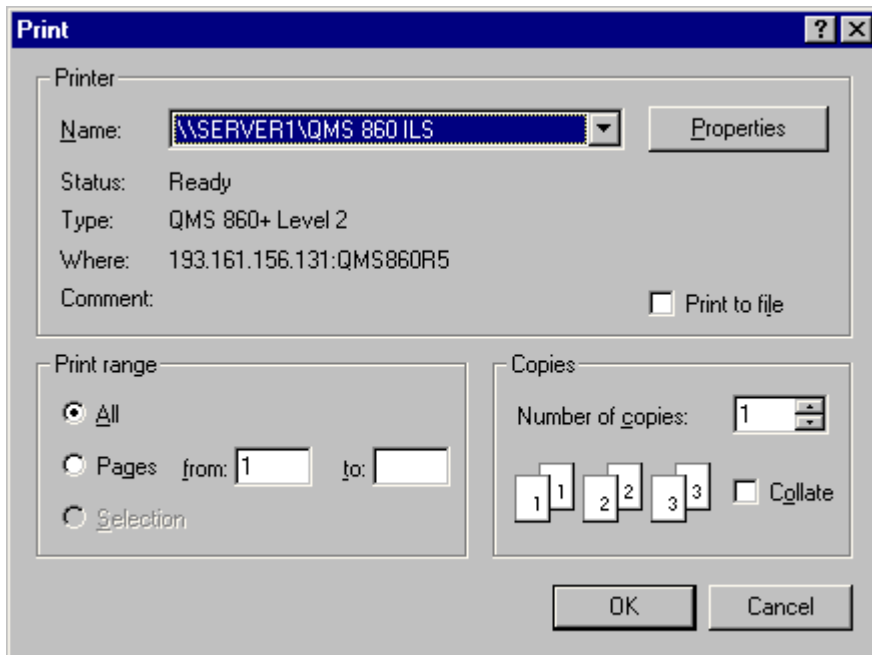 Print
Printer
Name: \\SERVER1\QMS 860 ILS Properties
Status: Ready
Type: QMS 860+ Level 2
Where: 193.161.156.131:QMS860R5
Comment:
Print to file
Print range
All
Pages from: 1 to:
Selection
Copies
Number of copies: 1
1 1 2 2 3 3 Collate
OK Cancel